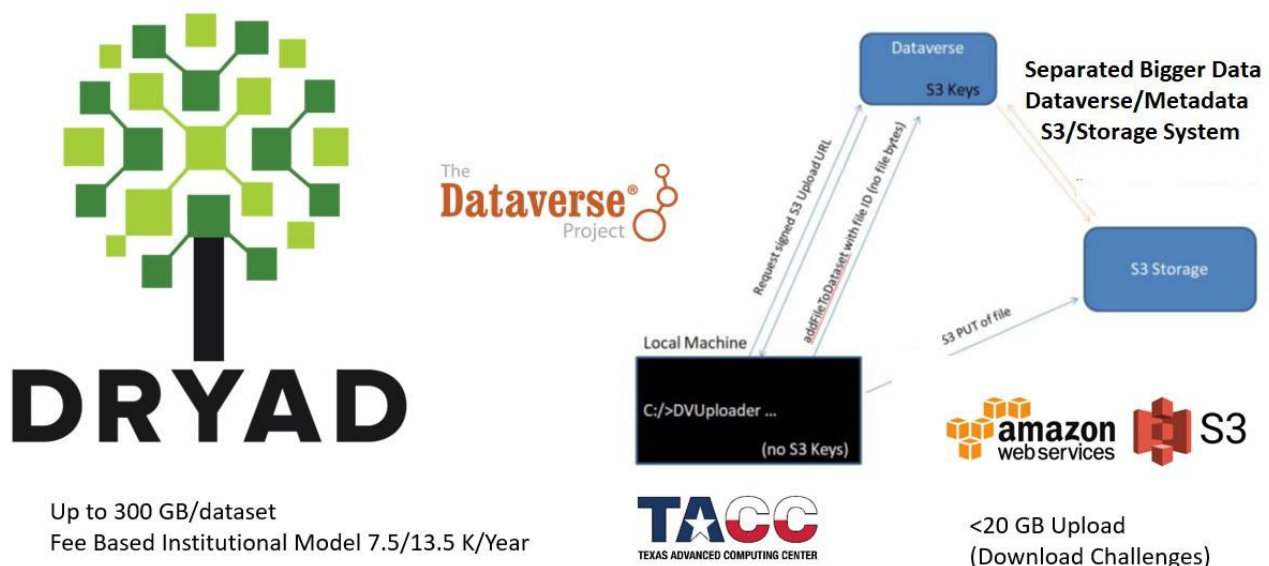 DRYAD
Up to 300 GB/dataset
Fee Based Institutional Model 7.5/13.5 K/Year
The
Dataverse®
Project
Dataverse
S3 Keys
Separated Bigger Data
Dataverse/Metadata
S3/Storage System
Request signed S3 Upload URL
addFileToDataset with file ID (no file bytes)
S3 Storage
S3 PUT of file
Local Machine
C:/>DVUploader ...
(no S3 Keys)
TACC
TEXAS ADVANCED COMPUTING CENTER
amazon
webservices
S3
<20 GB Upload
(Download Challenges)